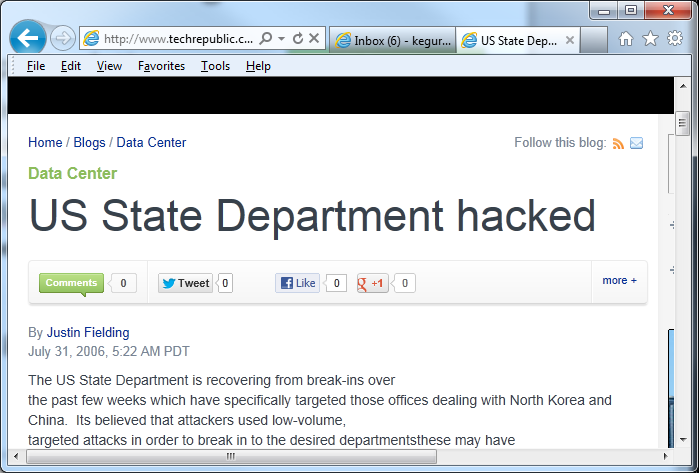 http://www.techrepublic.c...
Inbox (6) - kegur...
US State Dep...
File Edit View Favorites Tools Help
Home / Blogs / Data Center
Follow this blog:
Data Center
US State Department hacked
Comments 0 Tweet 0 Like 0 +1 0 more +
By Justin Fielding
July 31, 2006, 5:22 AM PDT
The US State Department is recovering from break-ins over
the past few weeks which have specifically targeted those offices dealing with North Korea and
China. Its believed that attackers used low-volume,
targeted attacks in order to break in to the desired departmentsthese may have